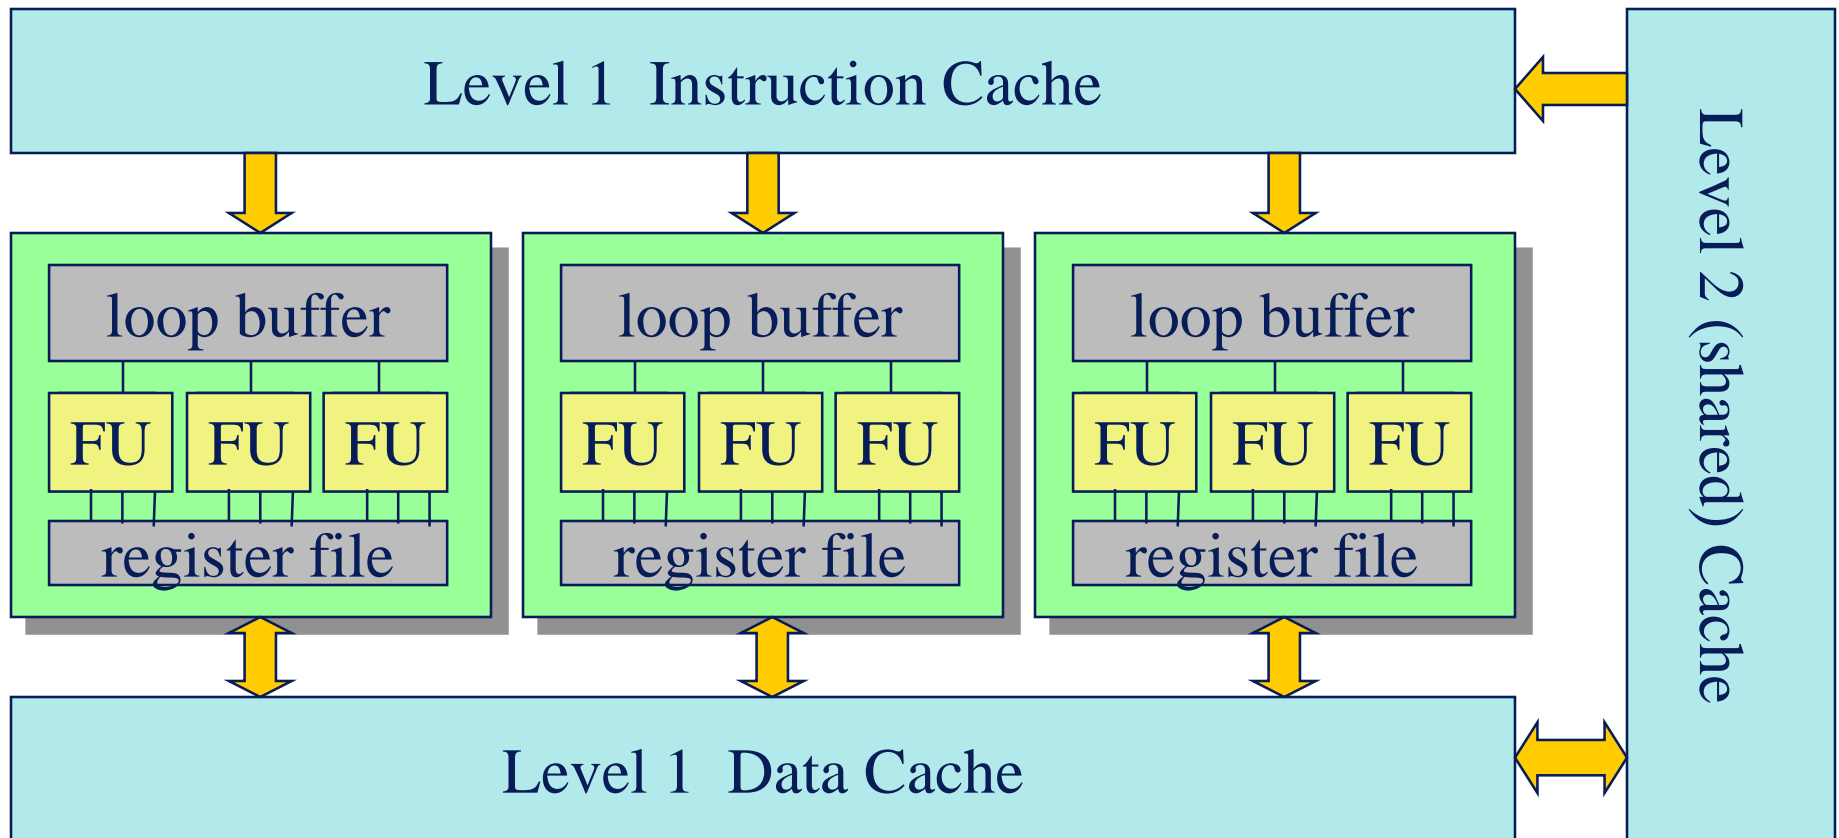 Level 1 Instruction Cache
loop buffer
FU FU FU
register file
loop buffer
FU FU FU
register file
loop buffer
FU FU FU
register file
Level 1 Data Cache
Level 2 (shared) Cache